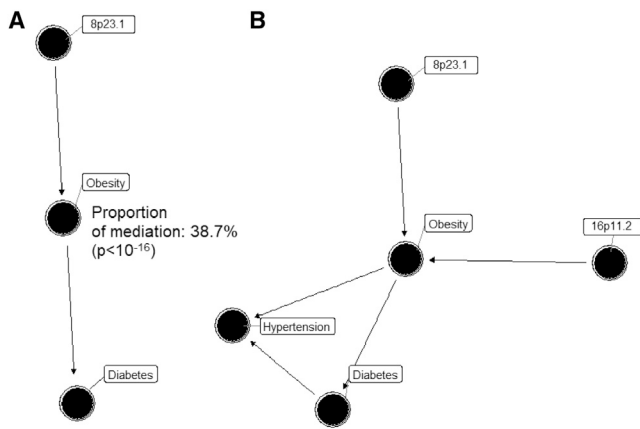 A
8p23.1
Obesity
Proportion
of mediation: 38.7%
(p<10⁻¹⁶)
Diabetes
B
8p23.1
Obesity
16p11.2
Hypertension
Diabetes